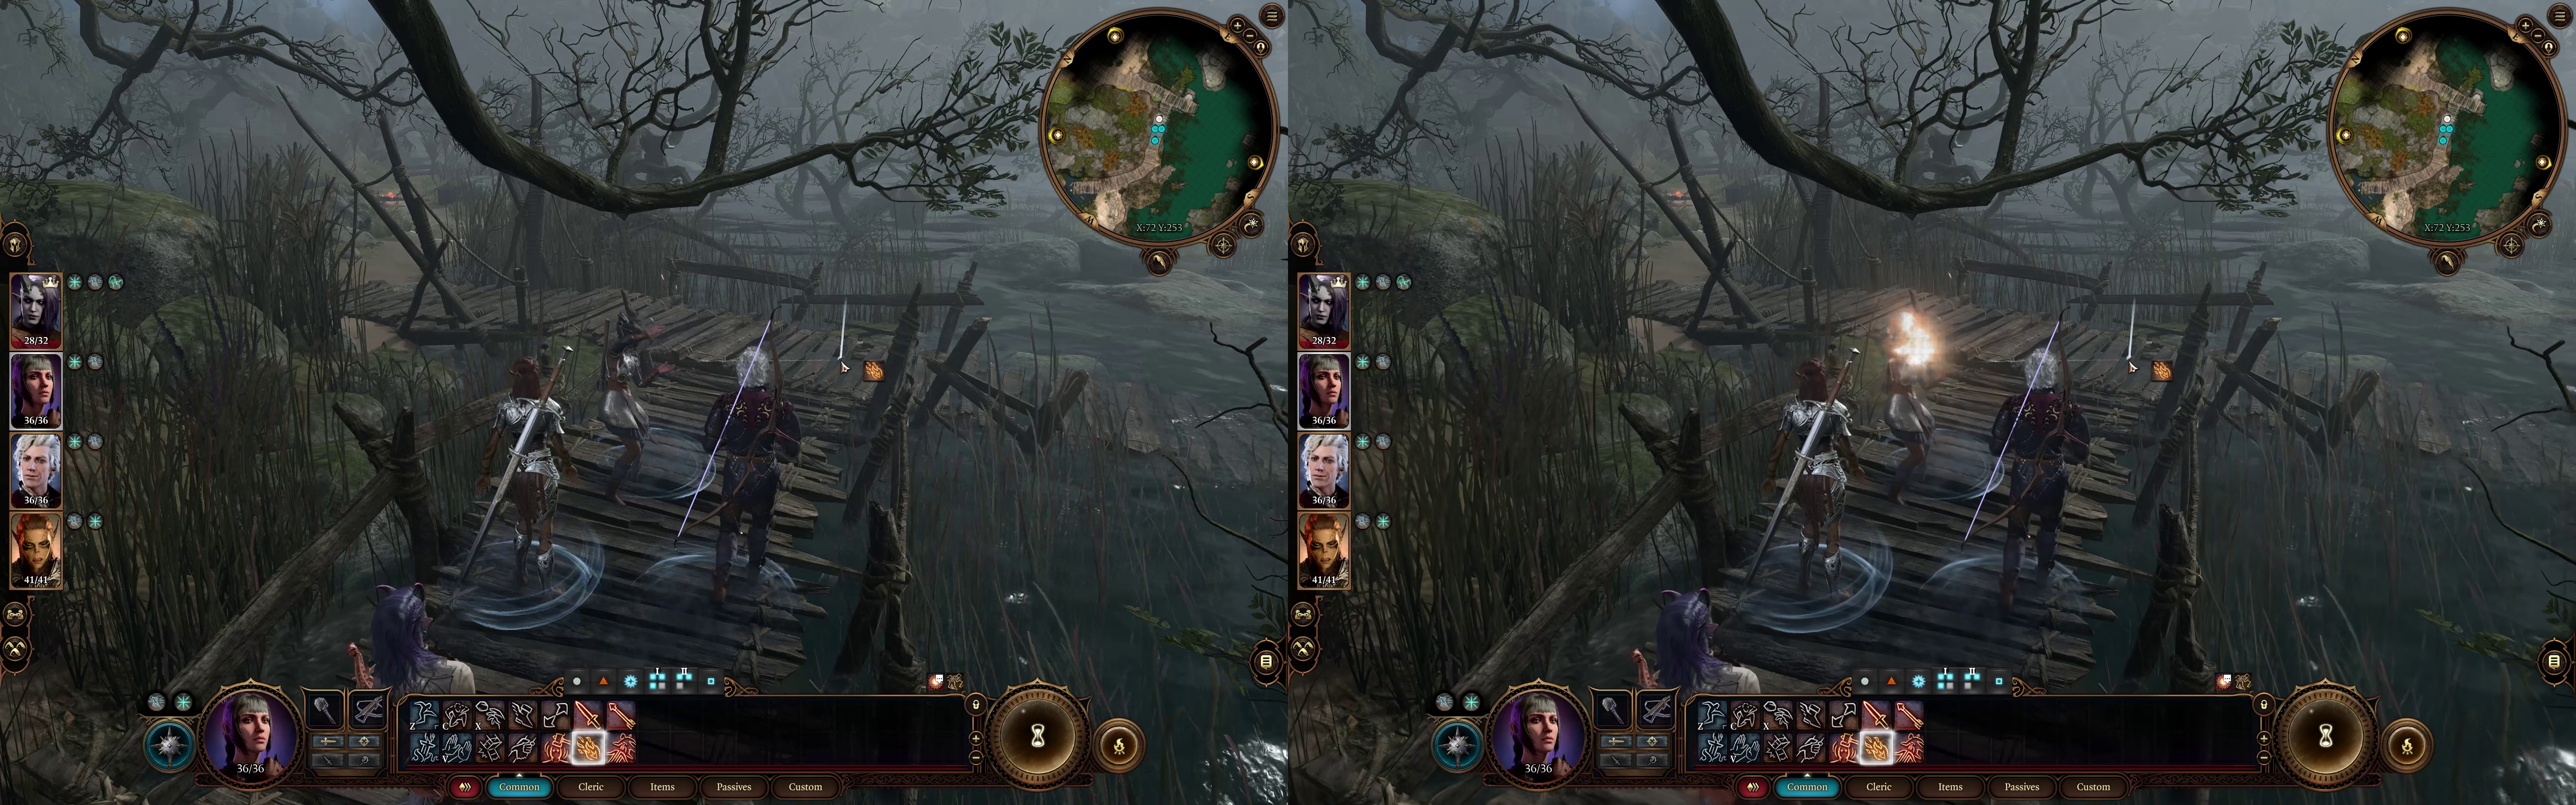 X:72 Y:253
28/32
36/36
36/36
41/41
36/36
Z
C
X
V
Common
Cleric
Items
Passives
Custom
X:72 Y:253
28/32
36/36
36/36
41/41
36/36
Z
C
X
V
Common
Cleric
Items
Passives
Custom